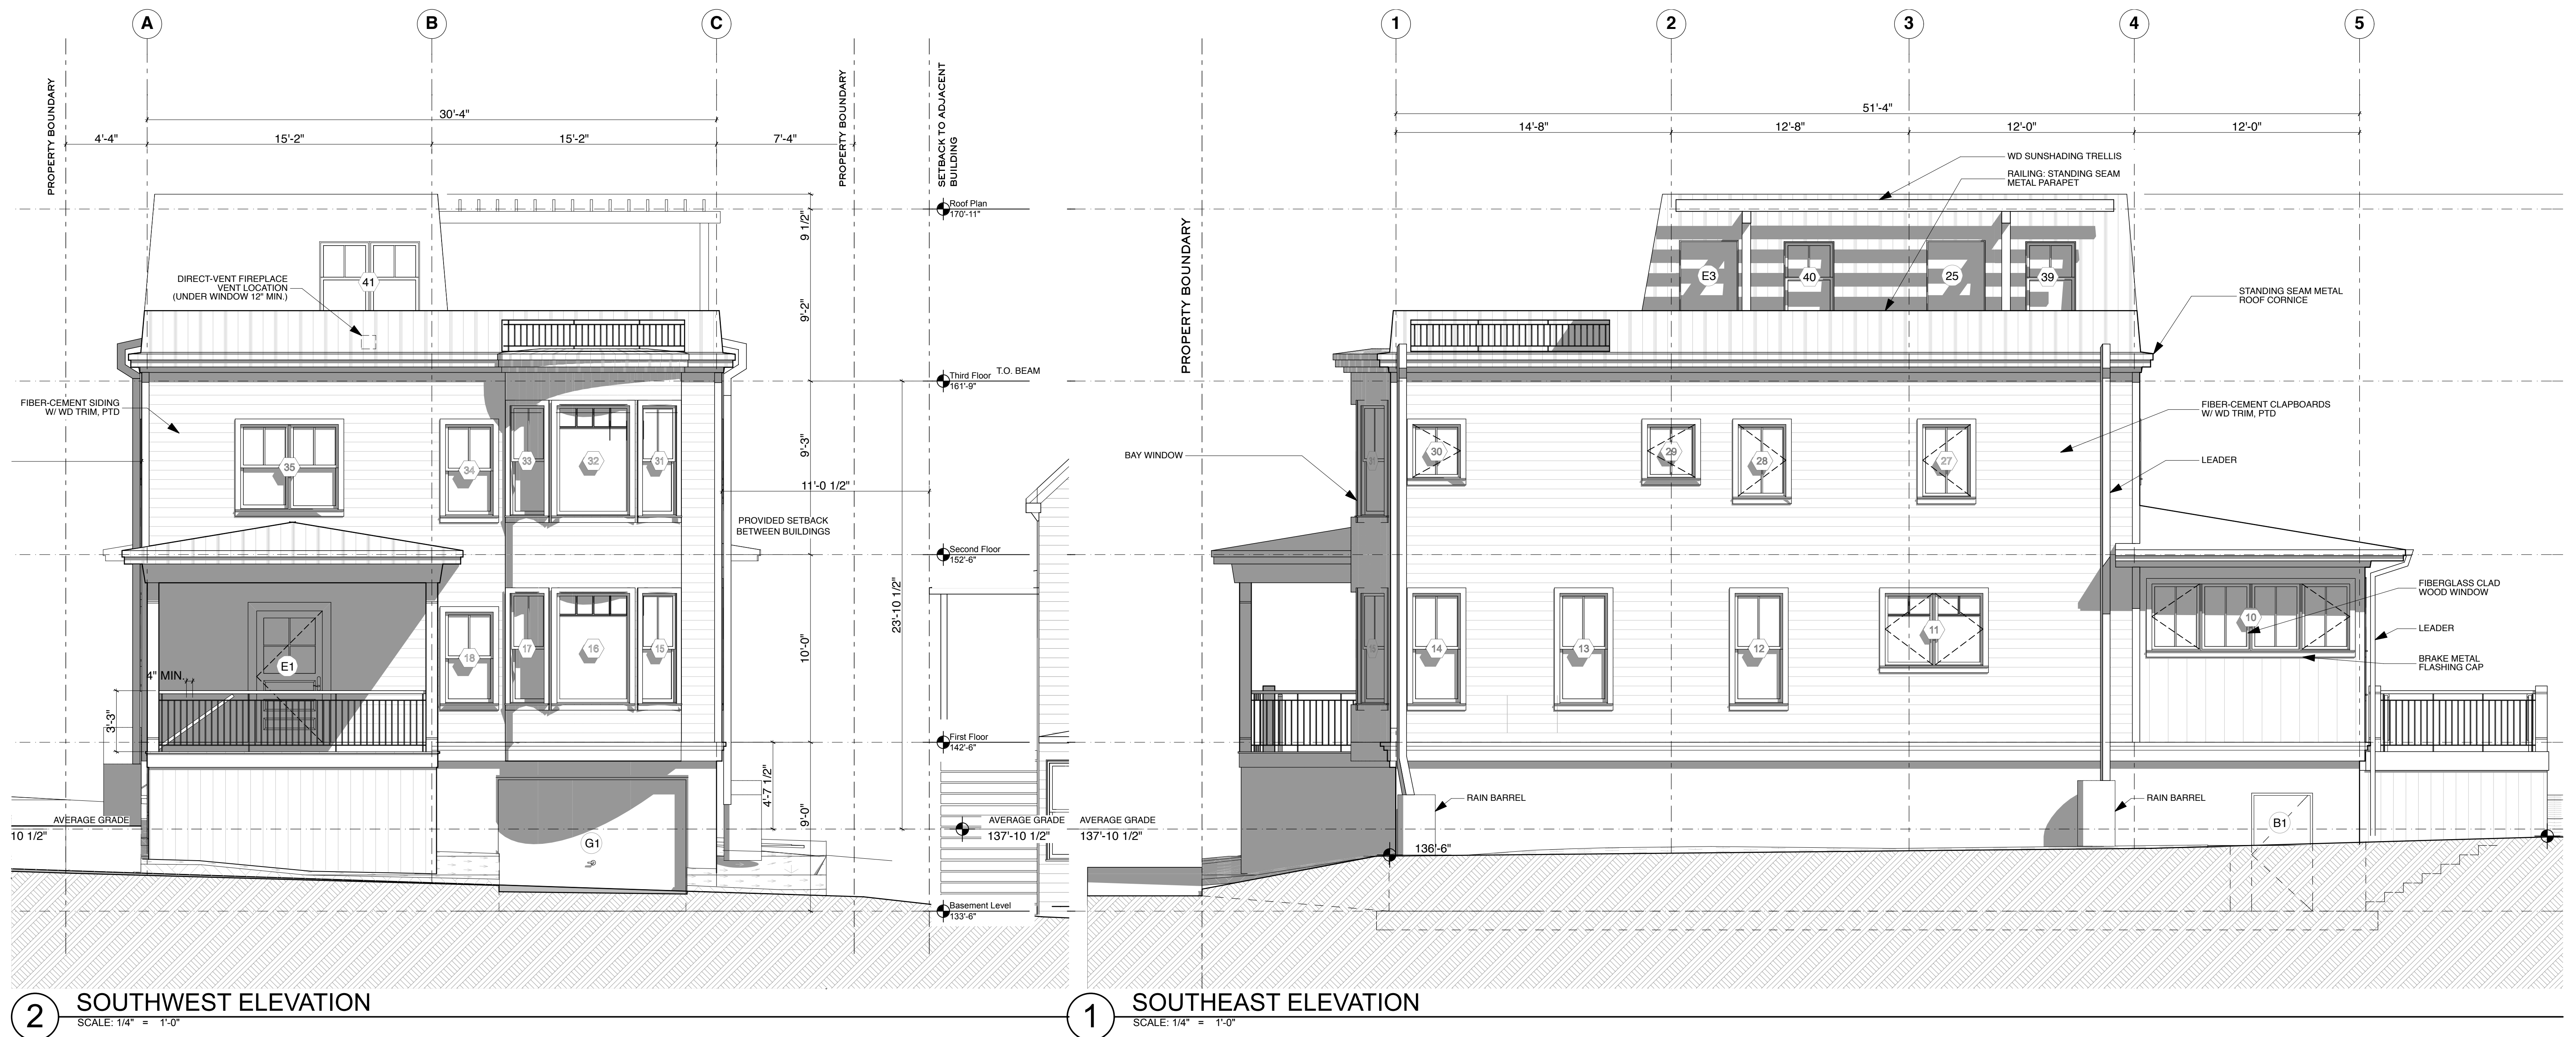 A
B
C
PROPERTY BOUNDARY
PROPERTY BOUNDARY
SETBACK TO ADJACENT
BUILDING
30'-4"
4'-4"
15'-2"
15'-2"
7'-4"
Roof Plan
170'-11"
9 1/2"
DIRECT-VENT FIREPLACE
VENT LOCATION
(UNDER WINDOW 12" MIN.)
41
9'-2"
Third Floor
T.O. BEAM
161'-9"
FIBER-CEMENT SIDING
W/ WD TRIM, PTD
35
34
33
32
31
9'-3"
11'-0 1/2"
PROVIDED SETBACK
BETWEEN BUILDINGS
Second Floor
152'-6"
23'-10 1/2"
E1
18
17
16
15
10'-0"
4" MIN.
3'-3"
First Floor
142'-6"
4'-7 1/2"
9'-0"
AVERAGE GRADE
10 1/2"
G1
AVERAGE GRADE
137'-10 1/2"
Basement Level
133'-6"
2
SOUTHWEST ELEVATION
SCALE: 1/4" = 1'-0"
1
2
3
4
5
51'-4"
14'-8"
12'-8"
12'-0"
12'-0"
PROPERTY BOUNDARY
WD SUNSHADING TRELLIS
RAILING: STANDING SEAM
METAL PARAPET
E3
40
25
39
STANDING SEAM METAL
ROOF CORNICE
FIBER-CEMENT CLAPBOARDS
W/ WD TRIM, PTD
BAY WINDOW
30
29
28
27
LEADER
FIBERGLASS CLAD
WOOD WINDOW
10
LEADER
14
13
12
11
BRAKE METAL
FLASHING CAP
RAIN BARREL
RAIN BARREL
AVERAGE GRADE
137'-10 1/2"
B1
136'-6"
1
SOUTHEAST ELEVATION
SCALE: 1/4" = 1'-0"